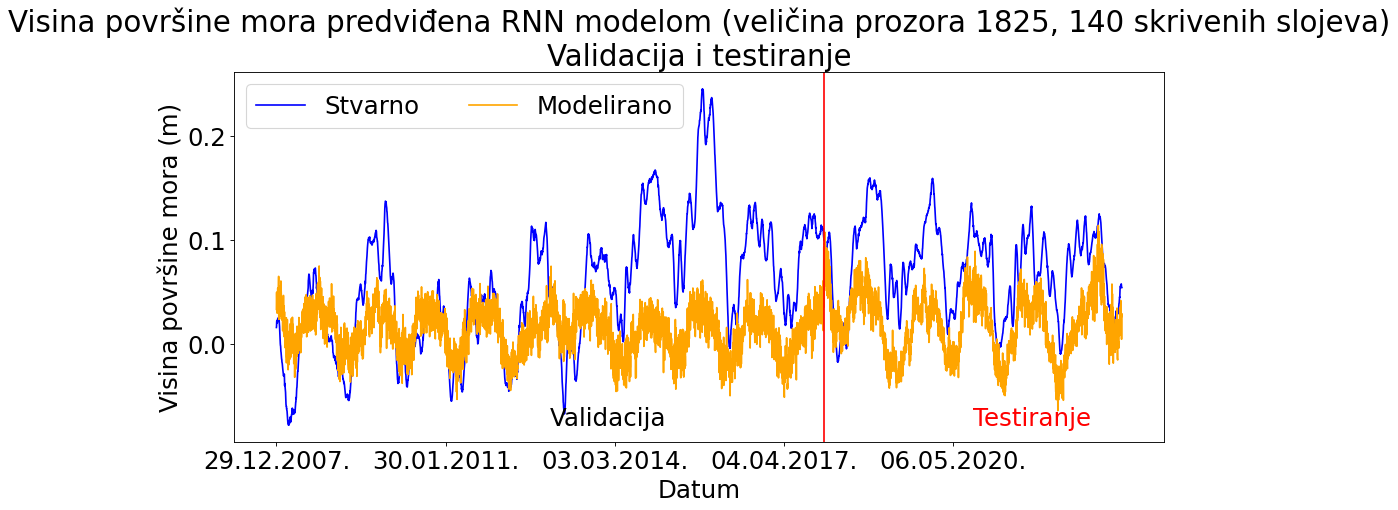 Visina površine mora predviđena RNN modelom (veličina prozora 1825, 140 skrivenih slojeva)
Validacija i testiranje
Stvarno
Modelirano
Visina površine mora (m)
0.2
0.1
0.0
Validacija
Testiranje
29.12.2007.
30.01.2011.
03.03.2014.
04.04.2017.
06.05.2020.
Datum